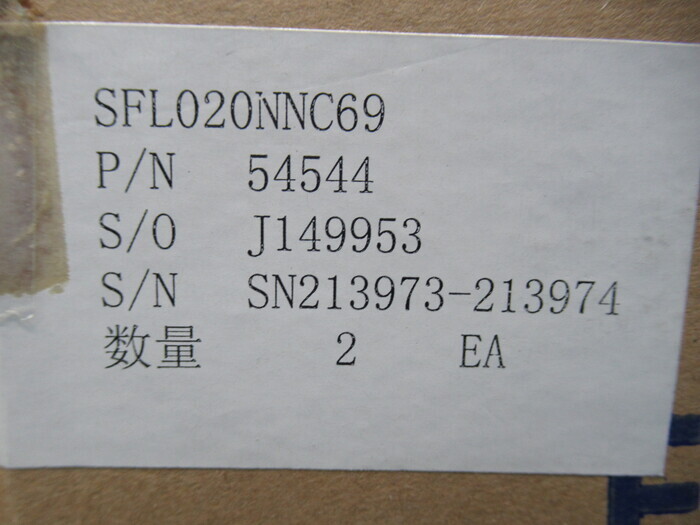 SFL020NNC69
P/N 54544
S/O J149953
S/N SN213973-213974
数量 2 EA